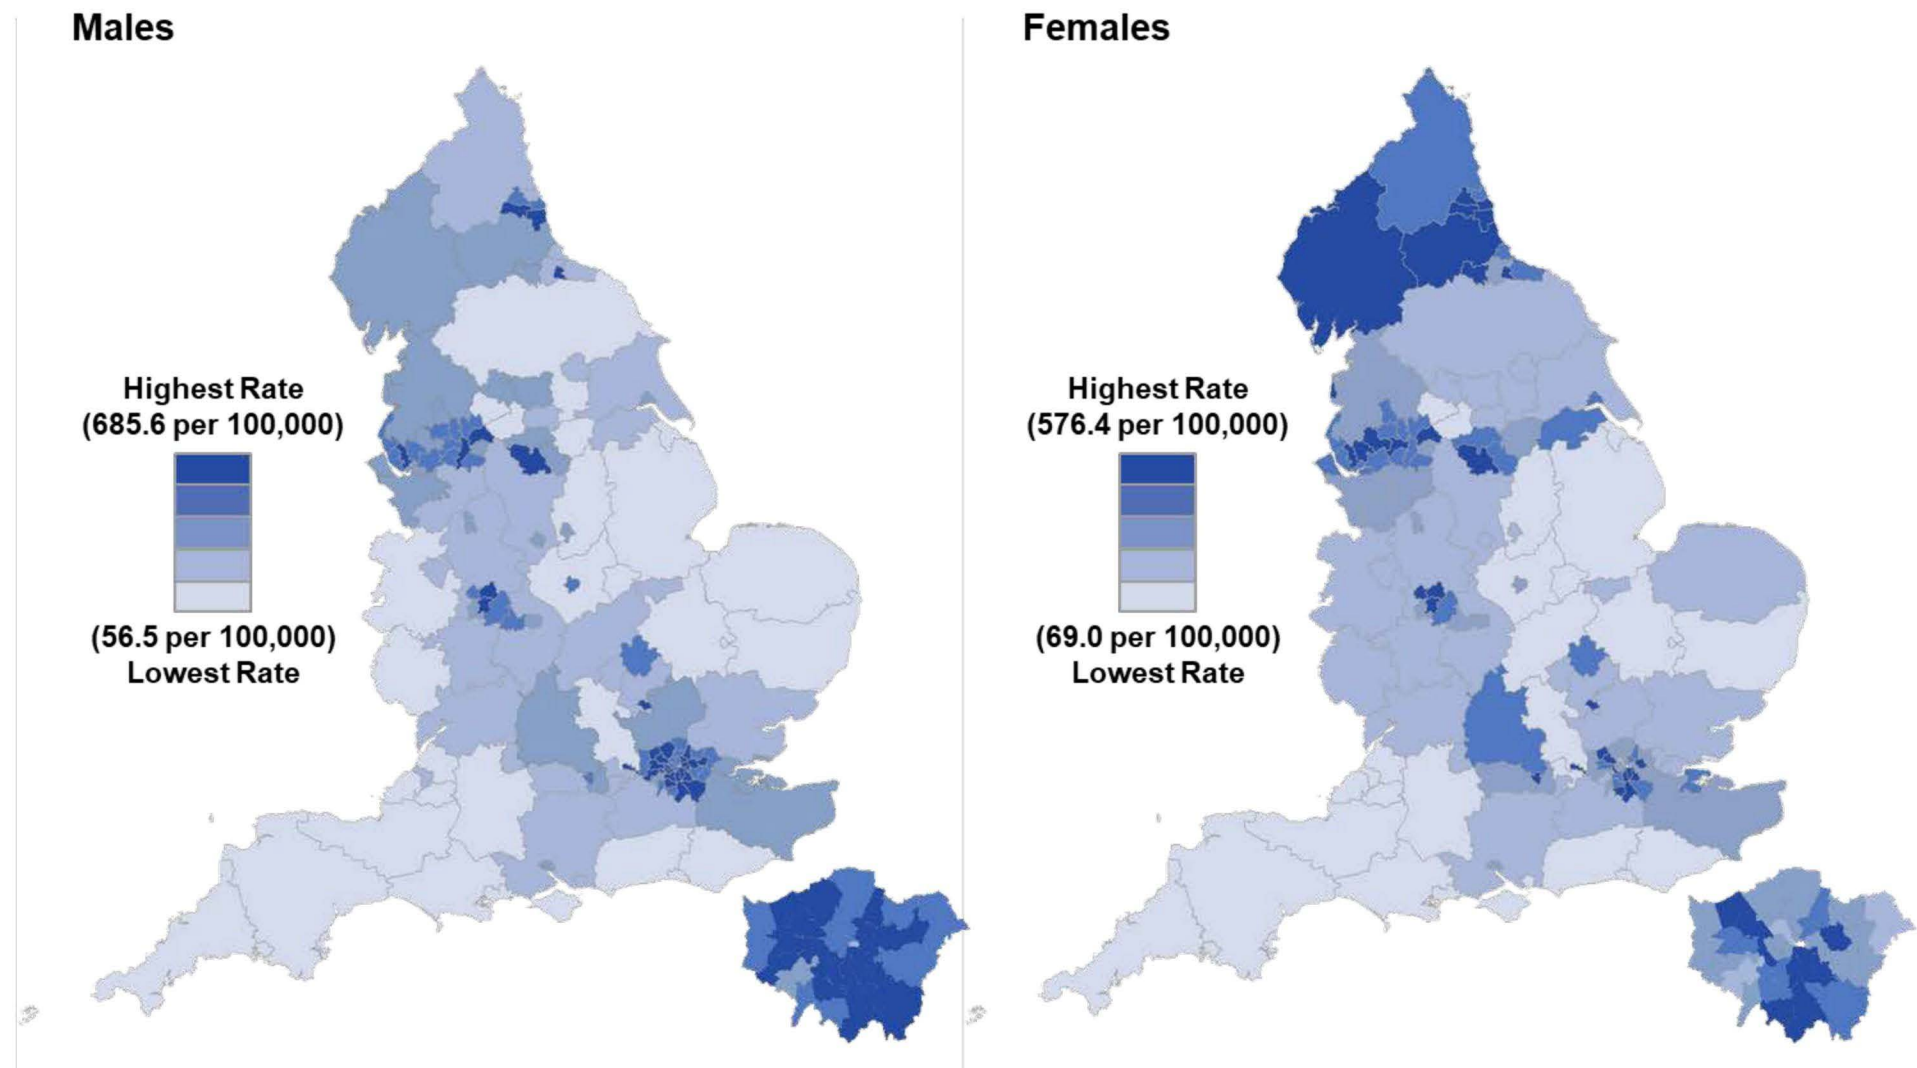 Males
Highest Rate
(685.6 per 100,000)
(56.5 per 100,000)
Lowest Rate
Females
Highest Rate
(576.4 per 100,000)
(69.0 per 100,000)
Lowest Rate